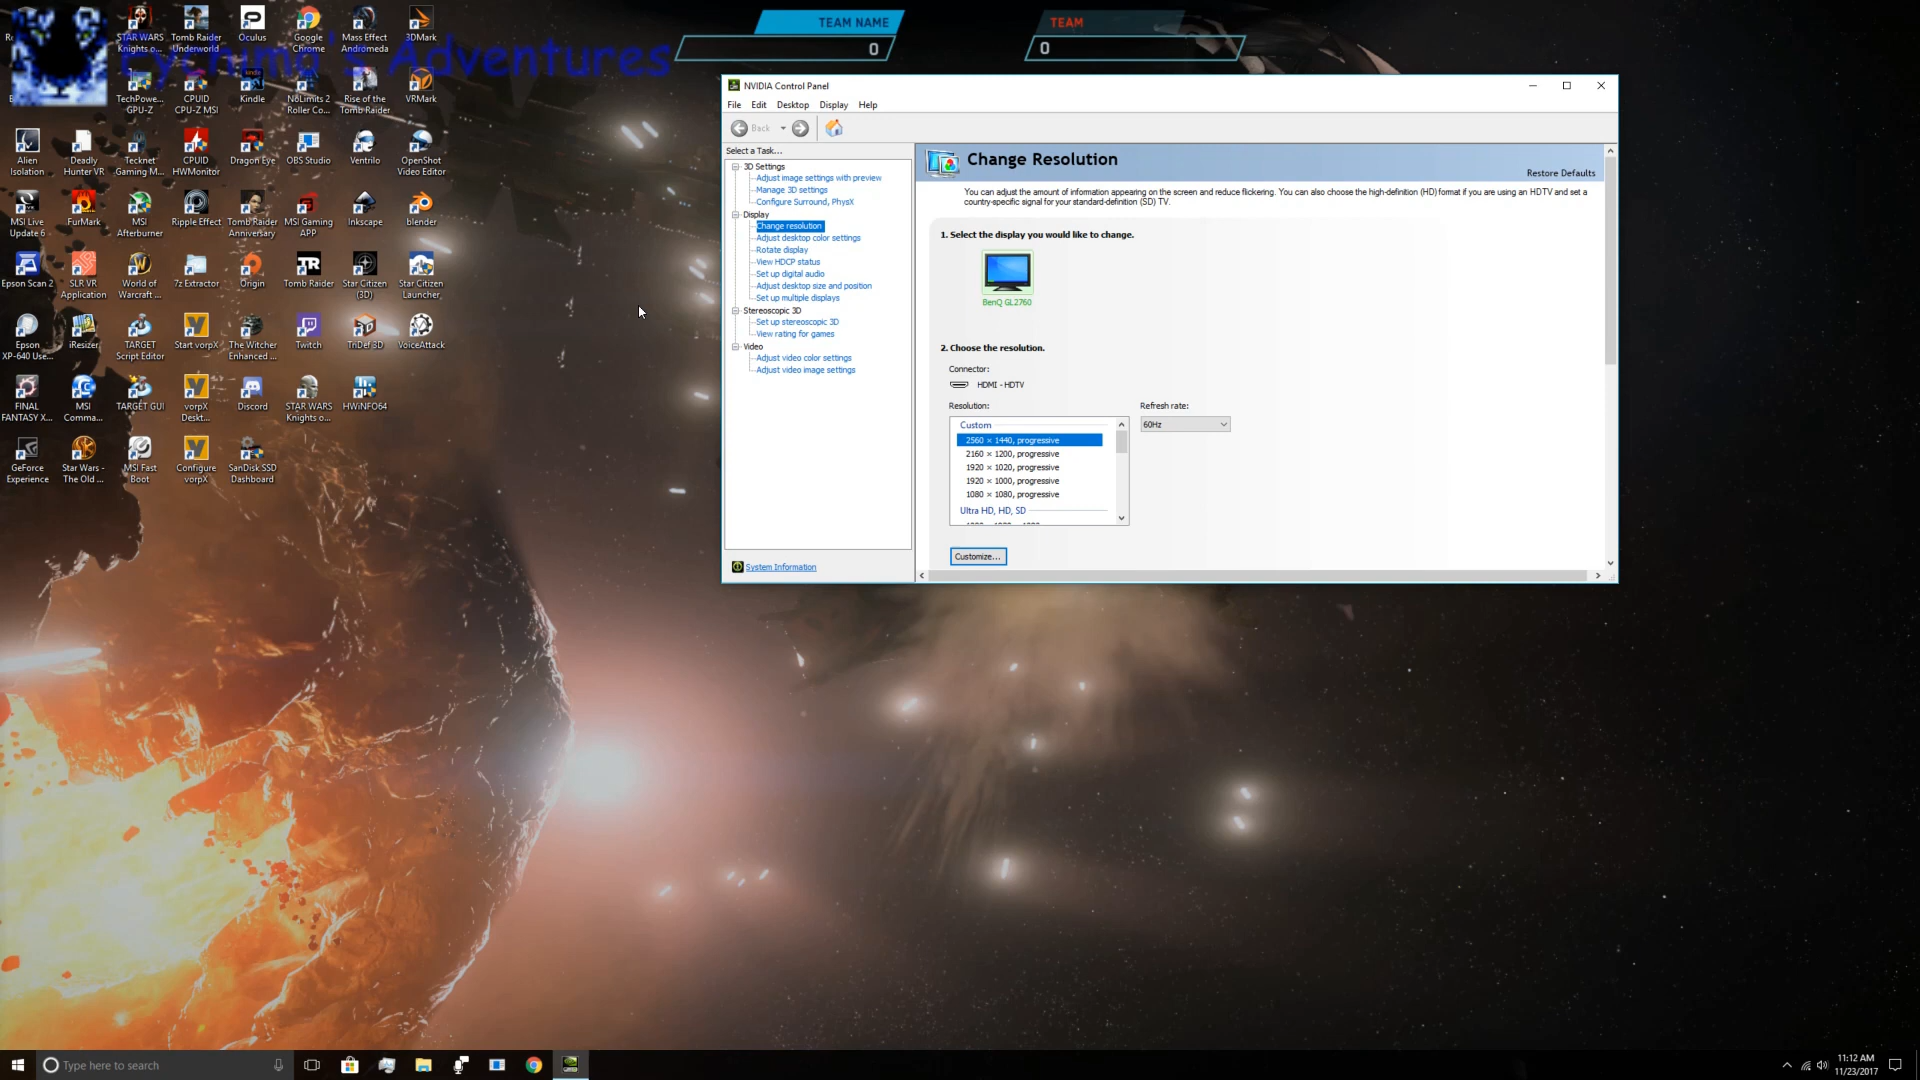 STAR WARS
Knights o...
Tomb Raider
Underworld
Oculus
Google
Chrome
Mass Effect
Andromeda
3DMark
Adventures
TEAM NAME
0
TEAM
0
TechPowe...
GPU-Z
CPUID
CPU-Z MSI
Kindle
NoLimits 2
Roller Co...
Rise of the
Tomb Raider
VRMark
Alien
Isolation
Deadly
Hunter VR
Tecknet
Gaming M...
CPUID
HWMonitor
Dragon Eye
OBS Studio
Ventrilo
OpenShot
Video Editor
MSI Live
Update 6
FurMark
MSI
Afterburner
Ripple Effect
Tomb Raider
Anniversary
MSI Gaming
APP
Inkscape
blender
Epson Scan 2
SLR VR
Application
World of
Warcraft ...
7z Extractor
Origin
Tomb Raider
Star Citizen
(3D)
Star Citizen
Launcher
Epson
XP-640 Use...
iResizer
TARGET
Script Editor
Start vorpX
The Witcher
Enhanced ...
Twitch
TriDef 3D
VoiceAttack
FINAL
FANTASY X...
MSI
Comma...
TARGET GUI
vorpX
Deskt...
Discord
STAR WARS
Knights o...
HWiNFO64
GeForce
Experience
Star Wars -
The Old ...
MSI Fast
Boot
Configure
vorpX
SanDisk SSD
Dashboard
NVIDIA Control Panel
File Edit Desktop Display Help
Back
Select a Task...
3D Settings
Adjust image settings with preview
Manage 3D settings
Configure Surround, PhysX
Display
Change resolution
Adjust desktop color settings
Rotate display
View HDCP status
Set up digital audio
Adjust desktop size and position
Set up multiple displays
Stereoscopic 3D
Set up stereoscopic 3D
View rating for games
Video
Adjust video color settings
Adjust video image settings
System Information
Change Resolution
Restore Defaults
You can adjust the amount of information appearing on the screen and reduce flickering. You can also choose the high-definition (HD) format if you are using an HDTV and set a
country-specific signal for your standard-definition (SD) TV.
1. Select the display you would like to change.
BenQ GL2760
2. Choose the resolution.
Connector:
HDMI - HDTV
Resolution:
Refresh rate:
60Hz
Custom
2560 × 1440, progressive
2160 × 1200, progressive
1920 × 1020, progressive
1920 × 1000, progressive
1080 × 1080, progressive
Ultra HD, HD, SD
Customize...
Type here to search
11:12 AM
11/23/2017